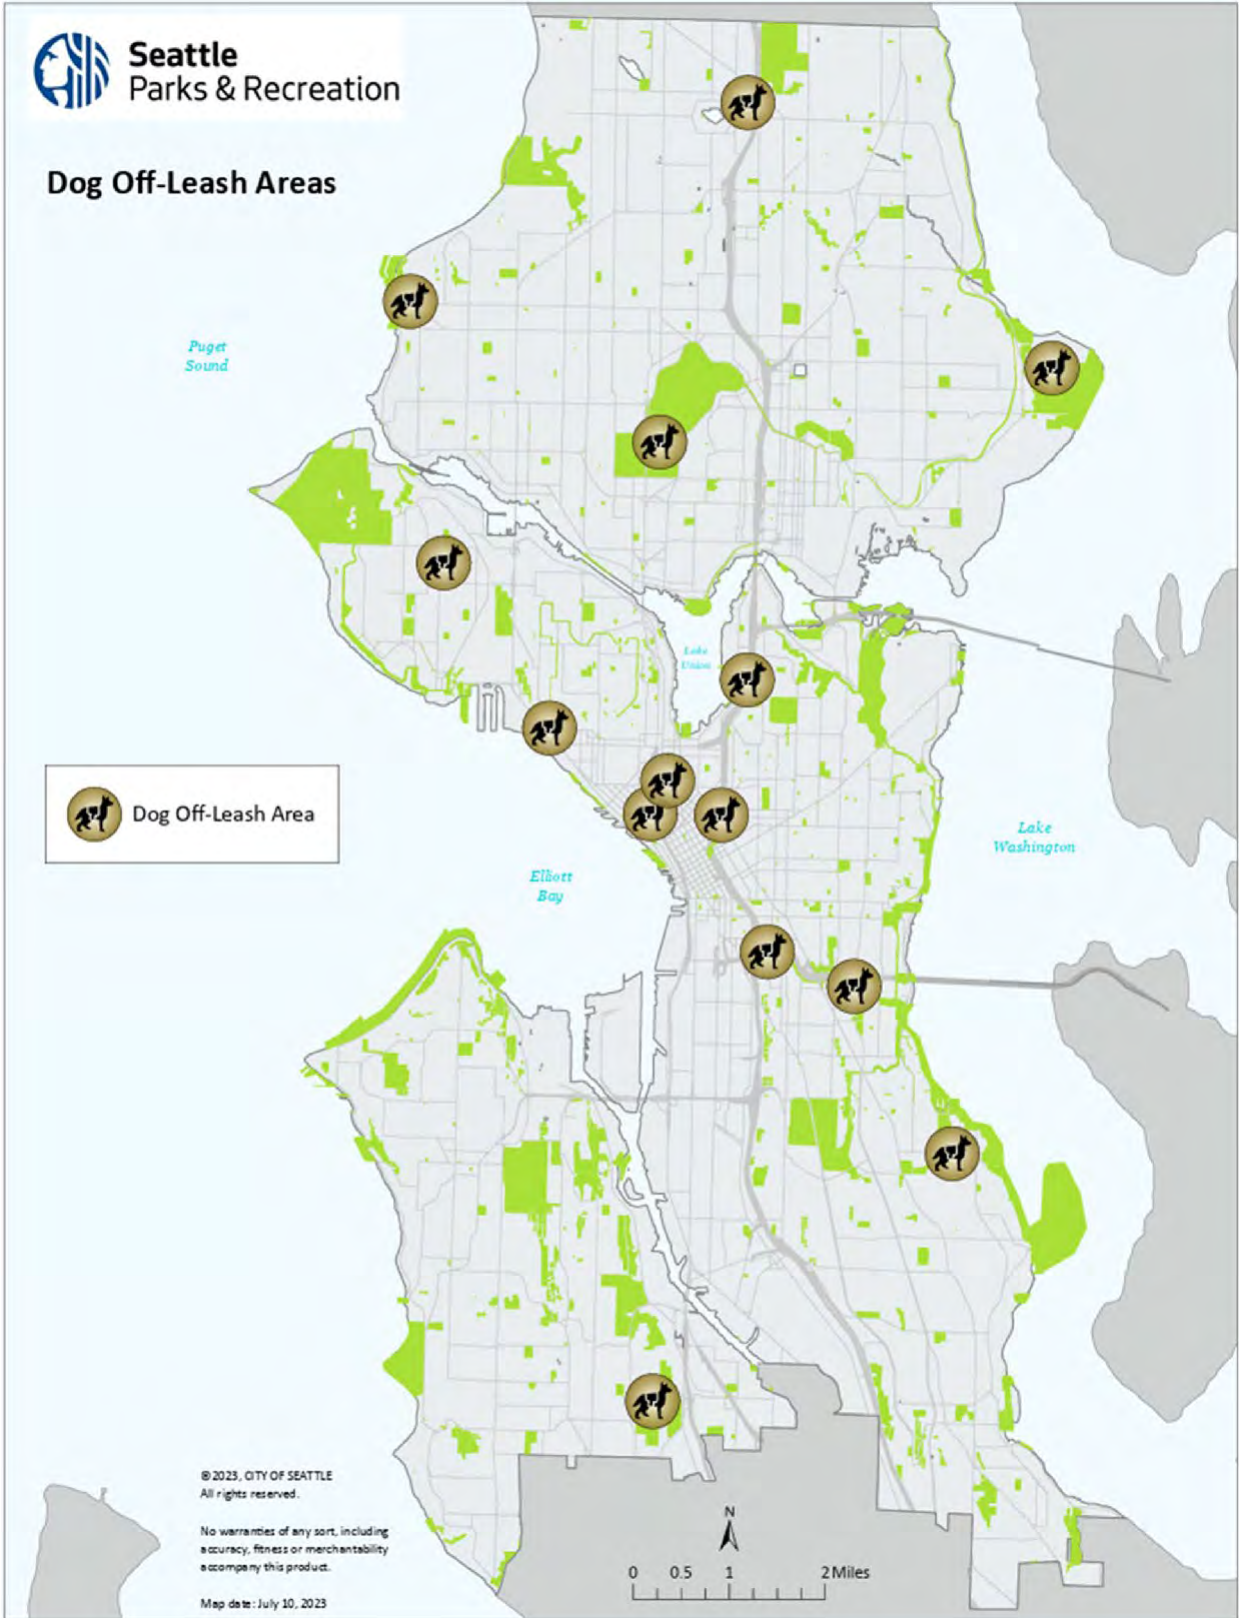 Seattle
Parks & Recreation
Dog Off-Leash Areas
Puget
Sound
Lake
Union
Dog Off-Leash Area
Lake
Washington
Elliott
Bay
©2023, CITY OF SEATTLE
All rights reserved.
No warranties of any sort, including
accuracy, fitness or merchantability
accompany this product.
Map date: July 10, 2023
N
0 0.5 1 2 Miles